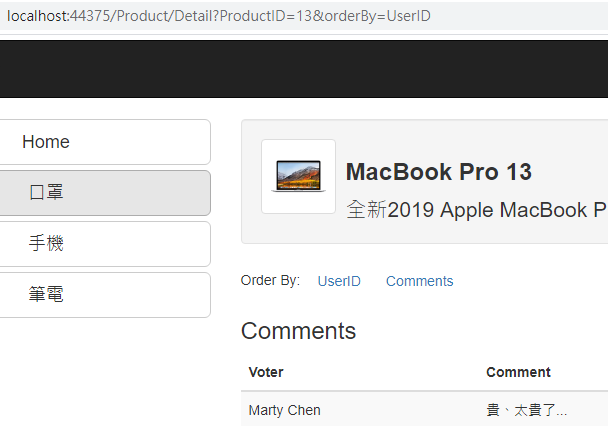 localhost:44375/Product/Detail?ProductID=13&orderBy=UserID
Home
口罩
手機
筆電
MacBook Pro 13
全新2019 Apple MacBook P
Order By: UserID Comments
Comments
Voter Comment
Marty Chen 貴、太貴了...